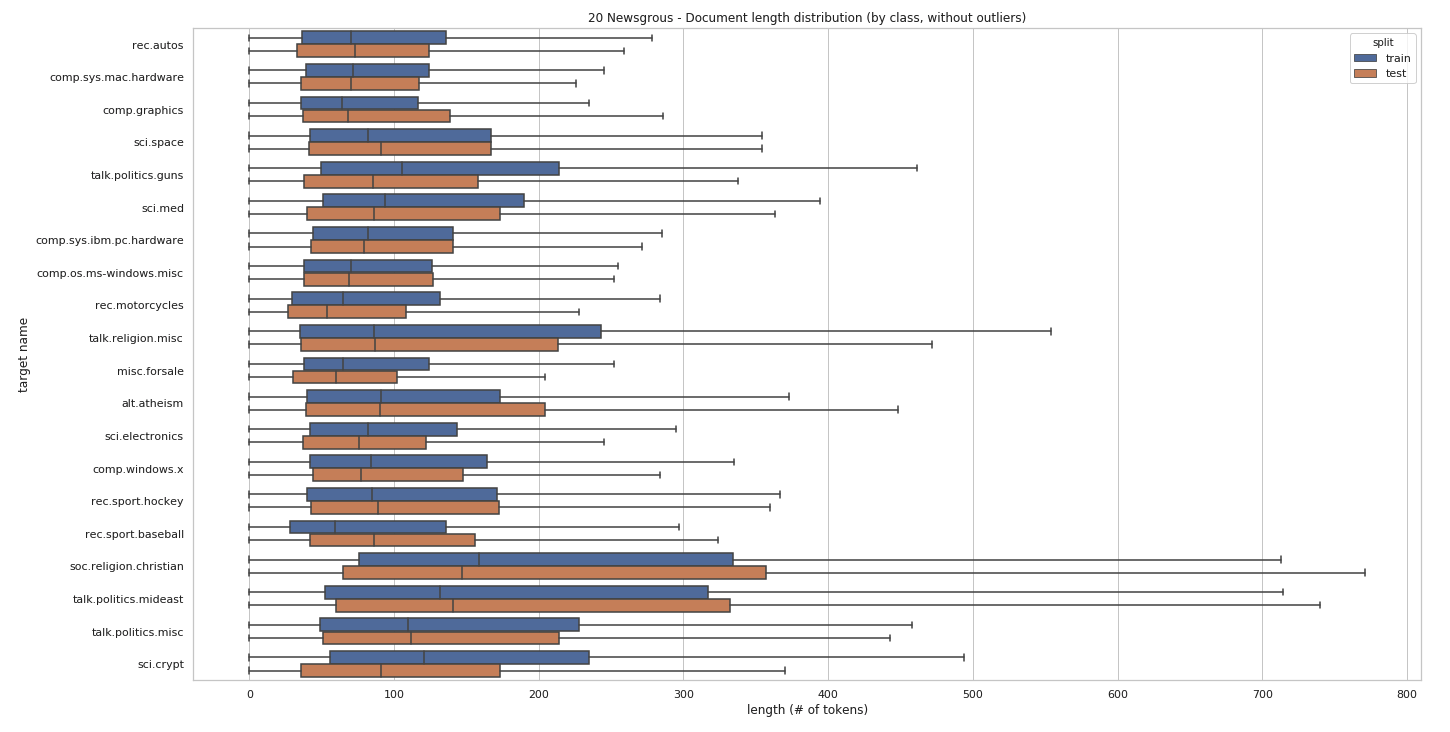 20 Newsgrous - Document length distribution (by class, without outliers)
split
train
test
target name
rec.autos
comp.sys.mac.hardware
comp.graphics
sci.space
talk.politics.guns
sci.med
comp.sys.ibm.pc.hardware
comp.os.ms-windows.misc
rec.motorcycles
talk.religion.misc
misc.forsale
alt.atheism
sci.electronics
comp.windows.x
rec.sport.hockey
rec.sport.baseball
soc.religion.christian
talk.politics.mideast
talk.politics.misc
sci.crypt
0 100 200 300 400 500 600 700 800
length (# of tokens)